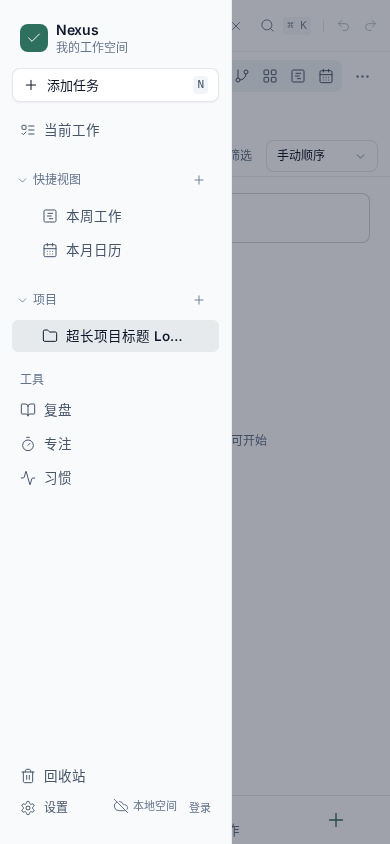 Nexus
我的工作空间
⌘ K
添加任务
N
当前工作
筛选
手动顺序
快捷视图
本周工作
本月日历
项目
超长项目标题 Lo...
工具
复盘
专注
可开始
习惯
回收站
设置
本地空间
登录
作